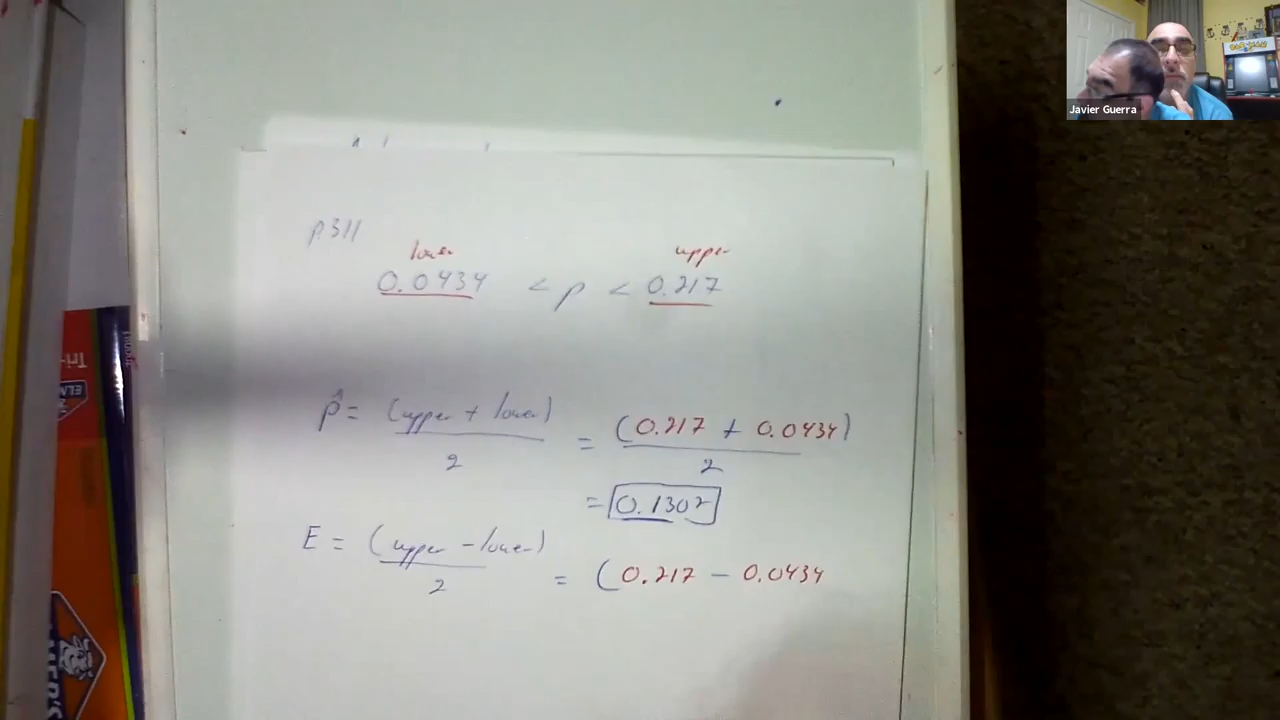 Javier Guerra
p.311
lower upper
0.0434 < p < 0.217
p̂ = (upper + lower) / 2 = (0.217 + 0.0434) / 2
= 0.1302
E = (upper - lower) / 2 = (0.217 - 0.0434